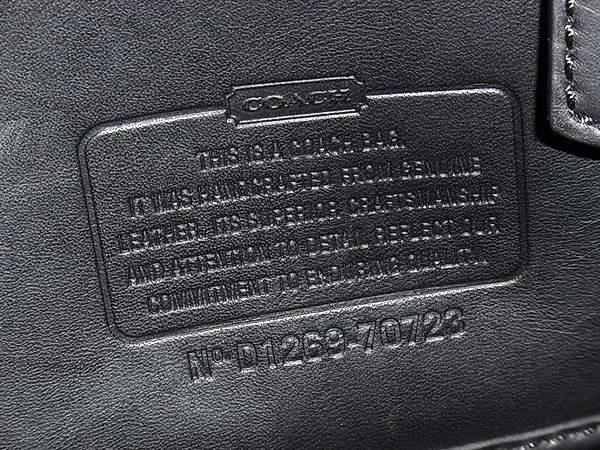 COACH
THIS IS A COACH BAG.
IT WAS HANDCRAFTED FROM GENUINE
LEATHER. ITS SUPERIOR CRAFTSMANSHIP
AND ATTENTION TO DETAIL REFLECT OUR
COMMITMENT TO ENDURING QUALITY.
Nº D1269-70723